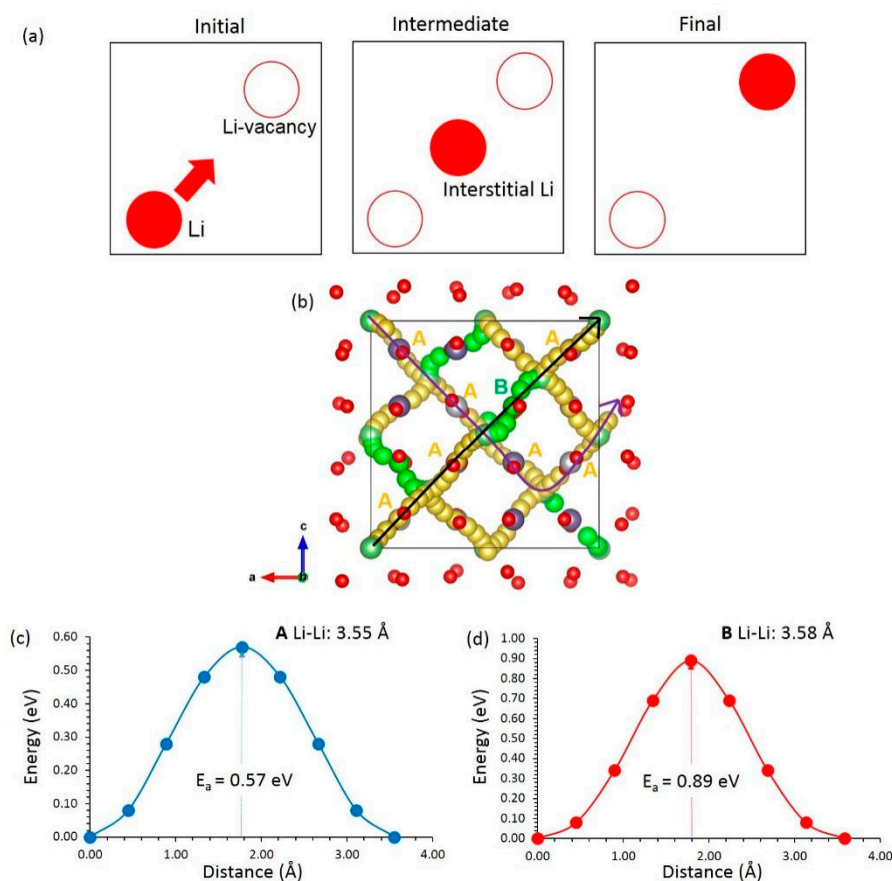 (a)
Initial
Intermediate
Final
Li-vacancy
Li
Interstitial Li
(b)
A
A
B
A
A
A
A
A
c
a
b
(c)
A Li-Li: 3.55 Å
Energy (eV)
0.60
0.50
0.40
0.30
0.20
0.10
0.00
Ea = 0.57 eV
0.00 1.00 2.00 3.00 4.00
Distance (Å)
(d)
B Li-Li: 3.58 Å
Energy (eV)
1.00
0.90
0.80
0.70
0.60
0.50
0.40
0.30
0.20
0.10
0.00
Ea = 0.89 eV
0.00 1.00 2.00 3.00 4.00
Distance (Å)